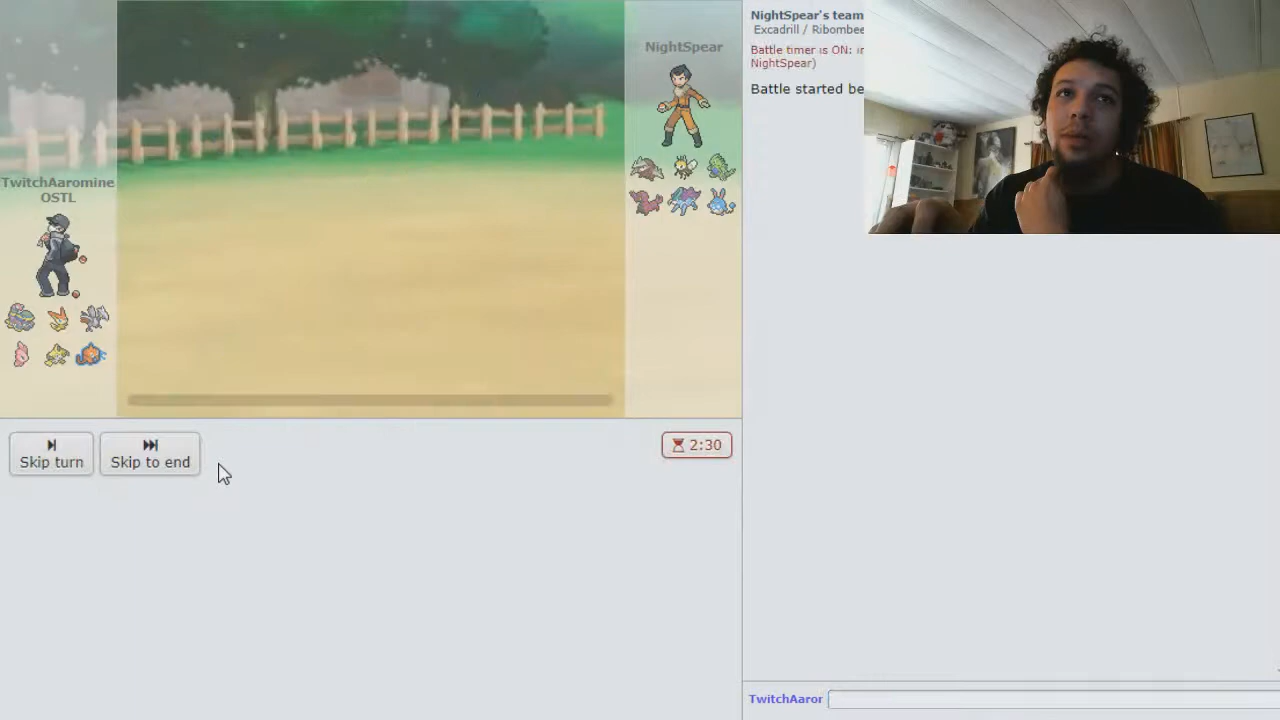 NightSpear's team
Excadrill / Ribombee
Battle timer is ON: 
NightSpear)
Battle started be
NightSpear
TwitchAaromine
OSTL
Skip turn
Skip to end
2:30
TwitchAaror